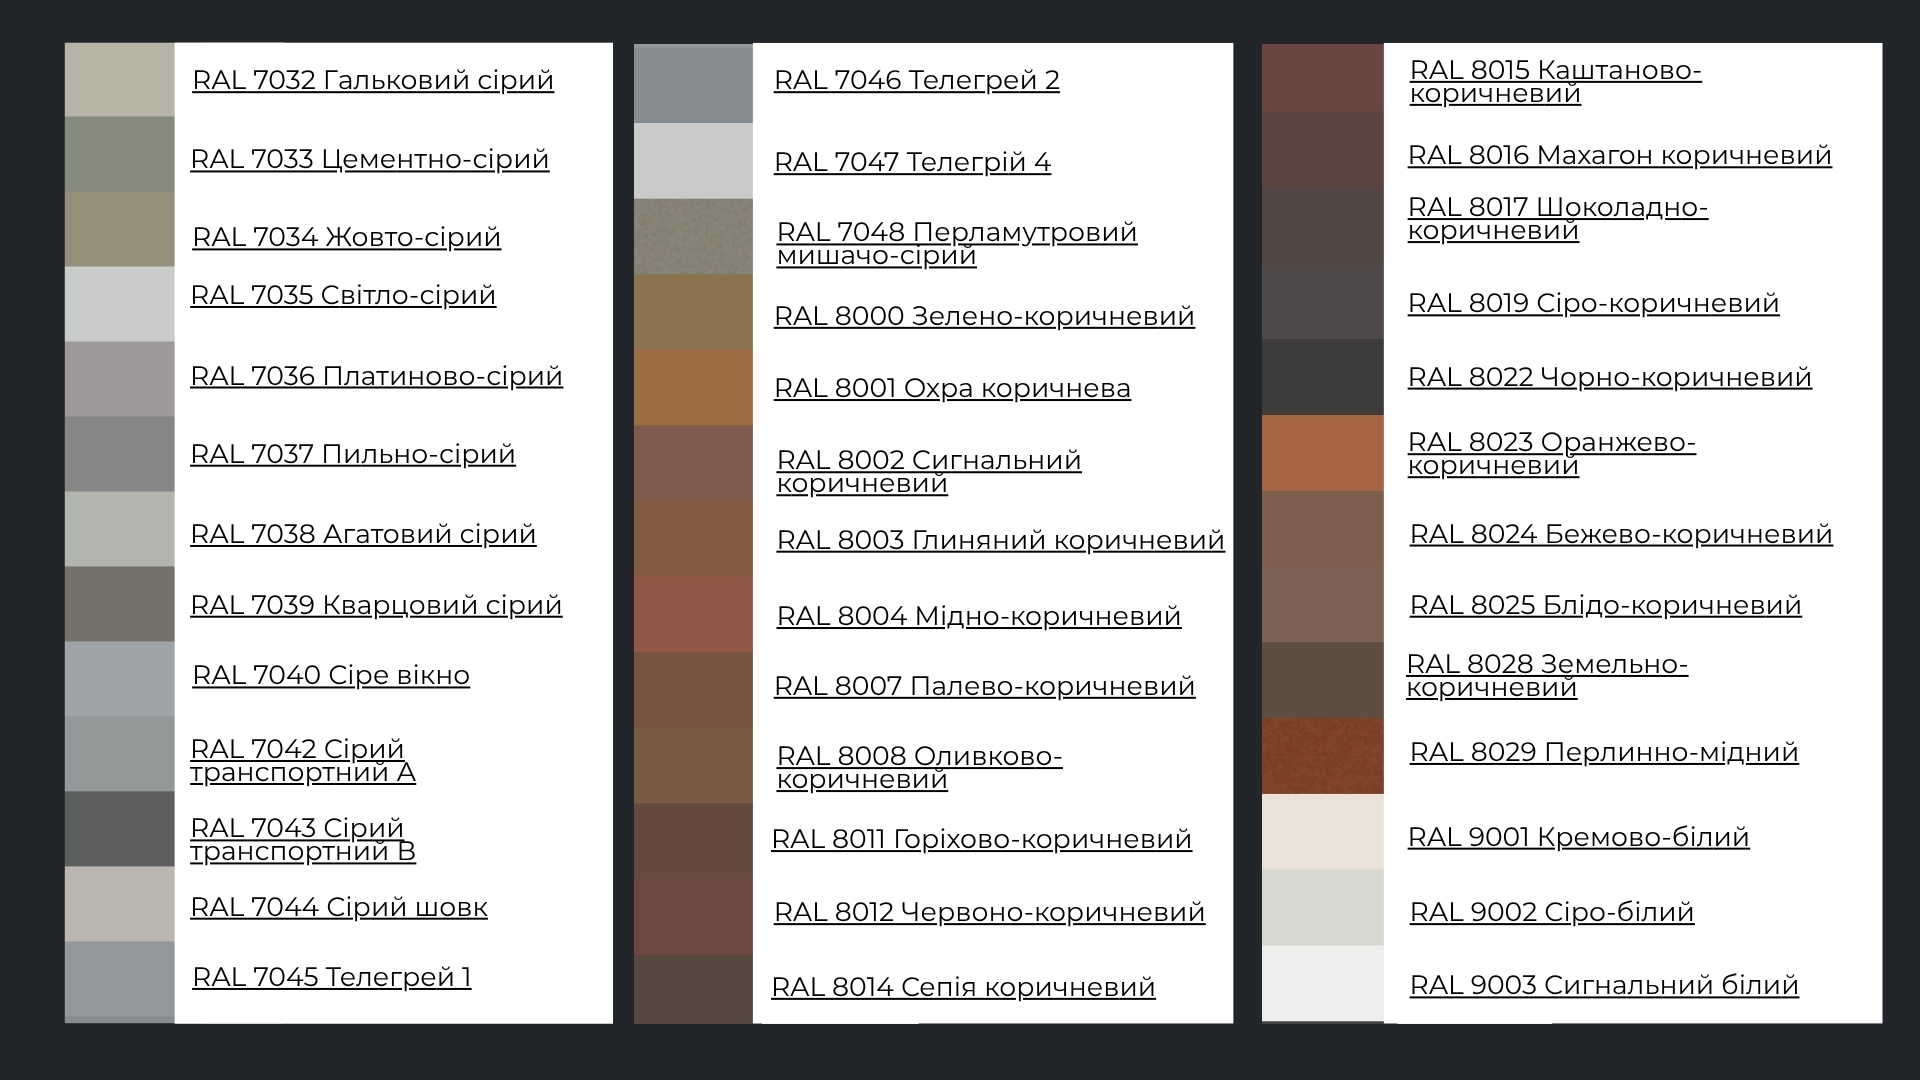 RAL 7032 Гальковий сірий
RAL 7033 Цементно-сірий
RAL 7034 Жовто-сірий
RAL 7035 Світло-сірий
RAL 7036 Платиново-сірий
RAL 7037 Пильно-сірий
RAL 7038 Агатовий сірий
RAL 7039 Кварцовий сірий
RAL 7040 Сіре вікно
RAL 7042 Сірий
транспортний А
RAL 7043 Сірий
транспортний В
RAL 7044 Сірий шовк
RAL 7045 Телегрей 1
RAL 7046 Телегрей 2
RAL 7047 Телегрій 4
RAL 7048 Перламутровий
мишачо-сірий
RAL 8000 Зелено-коричневий
RAL 8001 Охра коричнева
RAL 8002 Сигнальний
коричневий
RAL 8003 Глиняний коричневий
RAL 8004 Мідно-коричневий
RAL 8007 Палево-коричневий
RAL 8008 Оливково-
коричневий
RAL 8011 Горіхово-коричневий
RAL 8012 Червоно-коричневий
RAL 8014 Сепія коричневий
RAL 8015 Каштаново-
коричневий
RAL 8016 Махагон коричневий
RAL 8017 Шоколадно-
коричневий
RAL 8019 Сіро-коричневий
RAL 8022 Чорно-коричневий
RAL 8023 Оранжево-
коричневий
RAL 8024 Бежево-коричневий
RAL 8025 Блідо-коричневий
RAL 8028 Земельно-
коричневий
RAL 8029 Перлинно-мідний
RAL 9001 Кремово-білий
RAL 9002 Сіро-білий
RAL 9003 Сигнальний білий